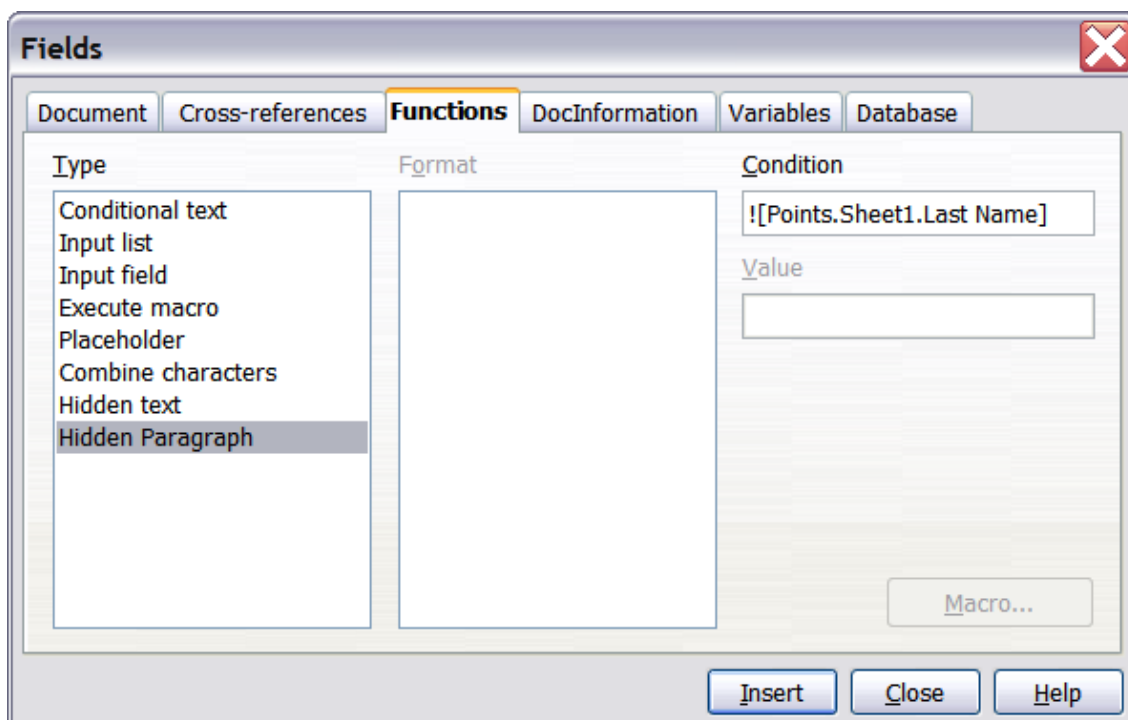 Fields
Document Cross-references Functions DocInformation Variables Database
Type
Conditional text
Input list
Input field
Execute macro
Placeholder
Combine characters
Hidden text
Hidden Paragraph
Format
Condition
![Points.Sheet1.Last Name]
Value
Macro...
Insert Close Help